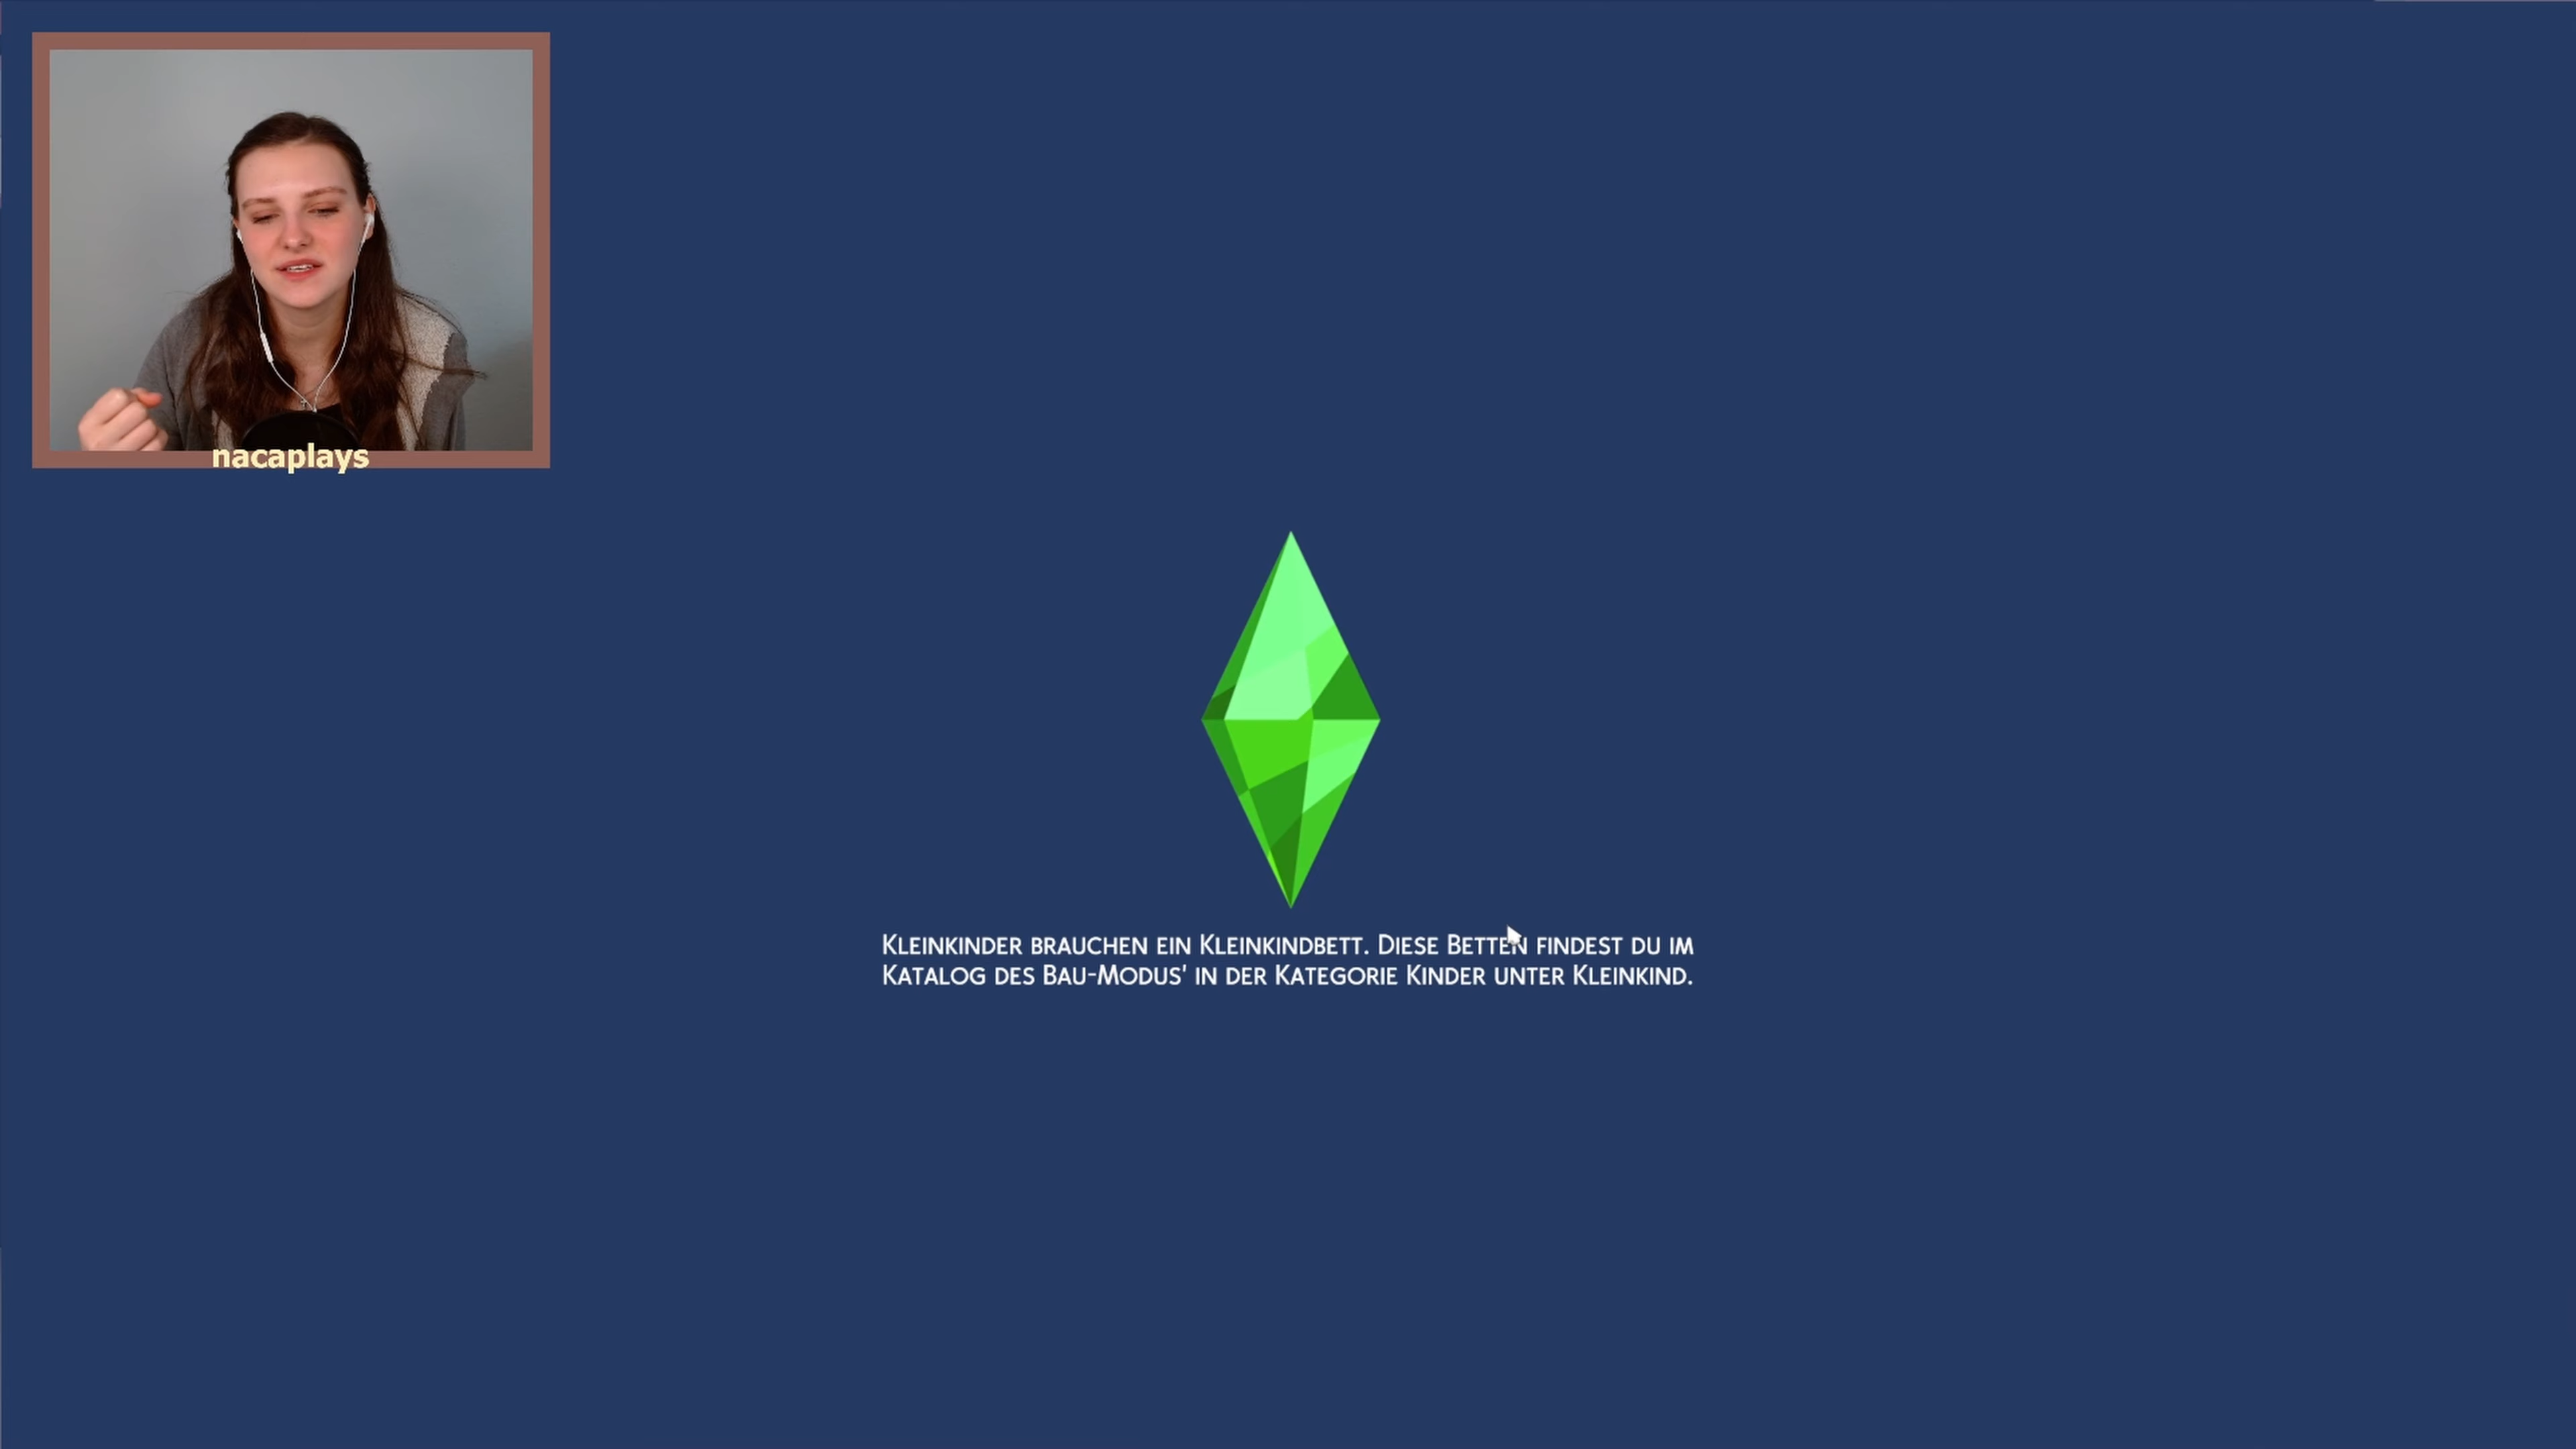 nacaplays
Kleinkinder brauchen ein Kleinkindbett. Diese Betten findest du im
Katalog des Bau-Modus' in der Kategorie Kinder unter Kleinkind.